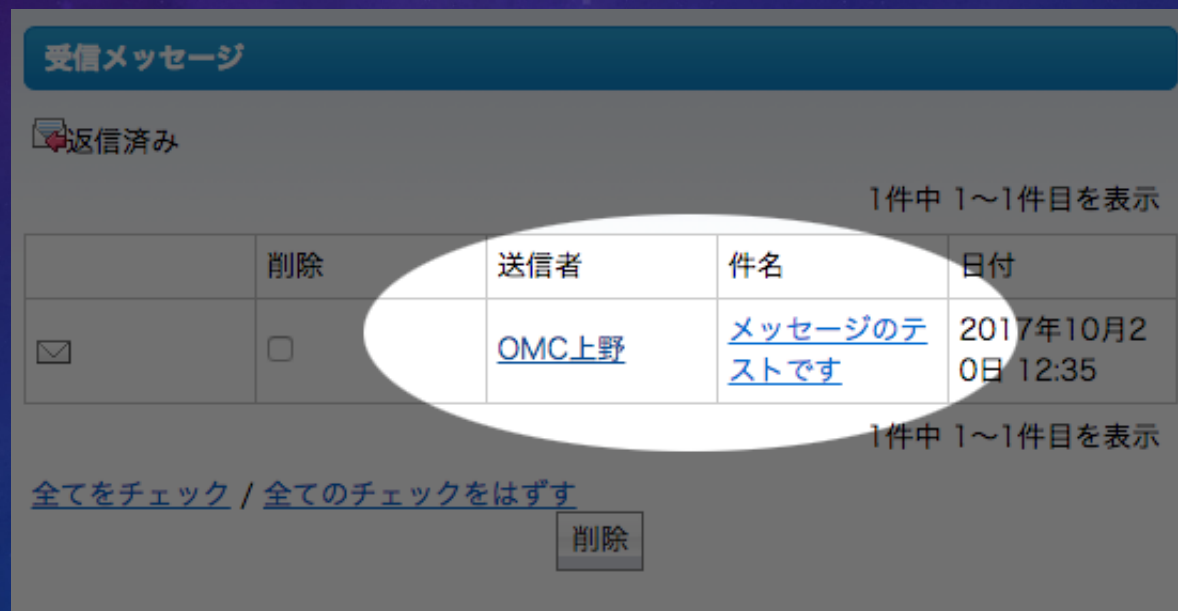 受信メッセージ
返信済み
1件中 1〜1件目を表示
削除 送信者 件名 日付
OMC上野 メッセージのテ 2017年10月2
ストです 0日 12:35
1件中 1〜1件目を表示
全てをチェック / 全てのチェックをはずす
削除